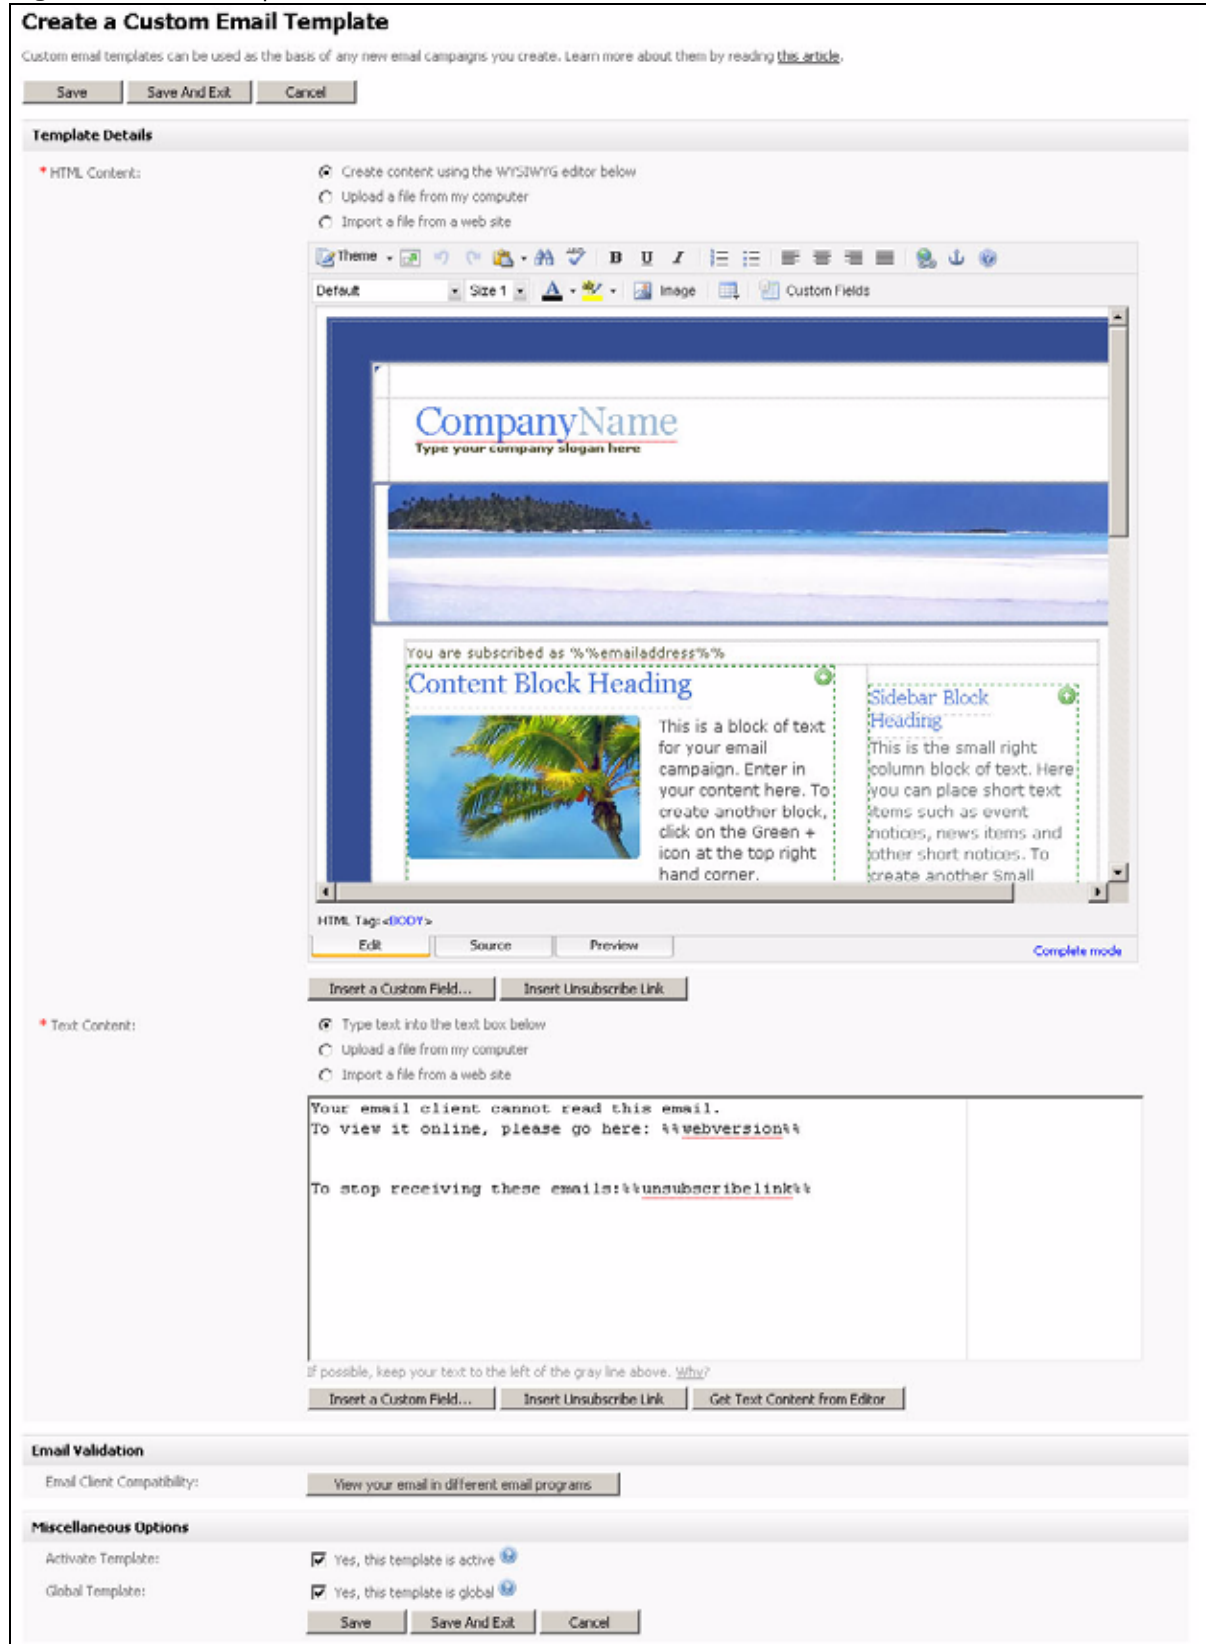 Create a Custom Email Template
Custom email templates can be used as the basis of any new email campaigns you create. Learn more about them by reading this article.
Save Save And Exit Cancel
Template Details
* HTML Content:
Create content using the WYSIWYG editor below
Upload a file from my computer
Import a file from a web site
Theme B U I
Default Size 1 A Image Custom Fields
CompanyName
Type your company slogan here
You are subscribed as %%emailaddress%%
Content Block Heading
This is a block of text
for your email
campaign. Enter in
your content here. To
create another block,
click on the Green +
icon at the top right
hand corner.
Sidebar Block
Heading
This is the small right
column block of text. Here
you can place short text
items such as event
notices, news items and
other short notices. To
create another Small
HTML Tag: <BODY>
Edit Source Preview Complete mode
Insert a Custom Field... Insert Unsubscribe Link
* Text Content:
Type text into the text box below
Upload a file from my computer
Import a file from a web site
Your email client cannot read this email.
To view it online, please go here: %%webversion%%
To stop receiving these emails:%%unsubscribelink%%
If possible, keep your text to the left of the gray line above. Why?
Insert a Custom Field... Insert Unsubscribe Link Get Text Content from Editor
Email Validation
Email Client Compatibility: View your email in different email programs
Miscellaneous Options
Activate Template: Yes, this template is active
Global Template: Yes, this template is global
Save Save And Exit Cancel